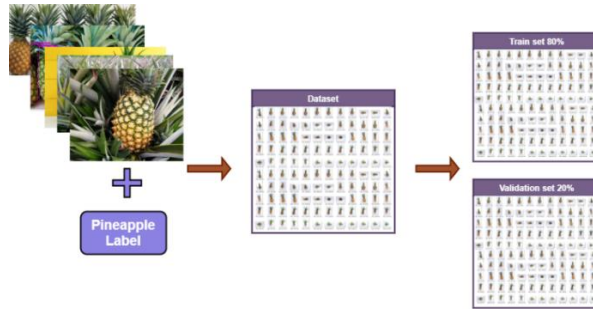 Pineapple
Label
Dataset
Train set 80%
Validation set 20%